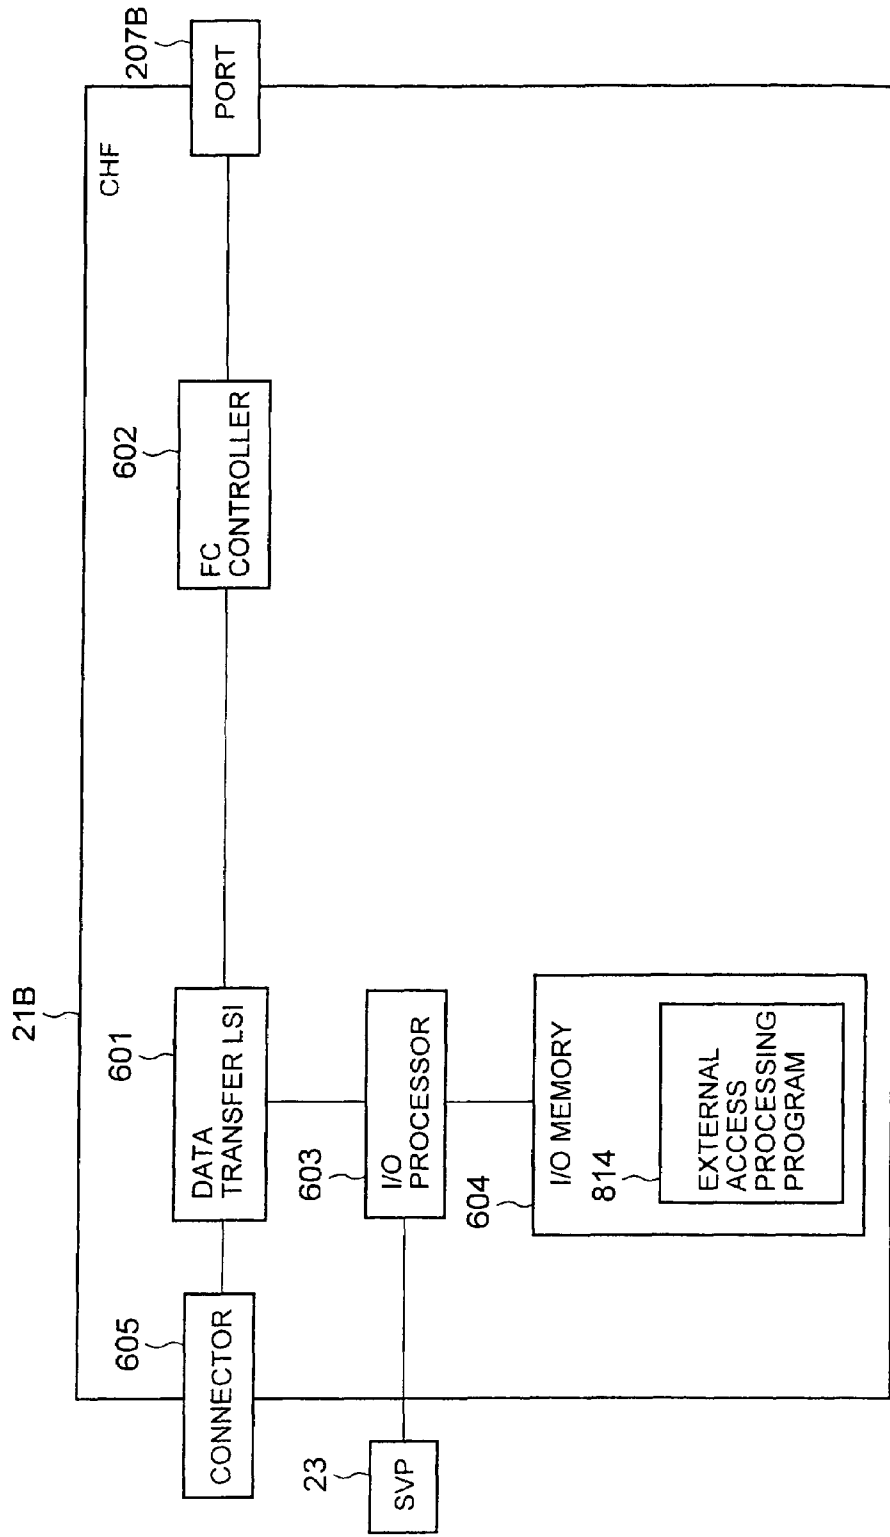 21B
CHF
605
CONNECTOR
601
DATA
TRANSFER LSI
602
FC
CONTROLLER
207B
PORT
23
SVP
603
I/O
PROCESSOR
604
I/O MEMORY
814
EXTERNAL
ACCESS
PROCESSING
PROGRAM